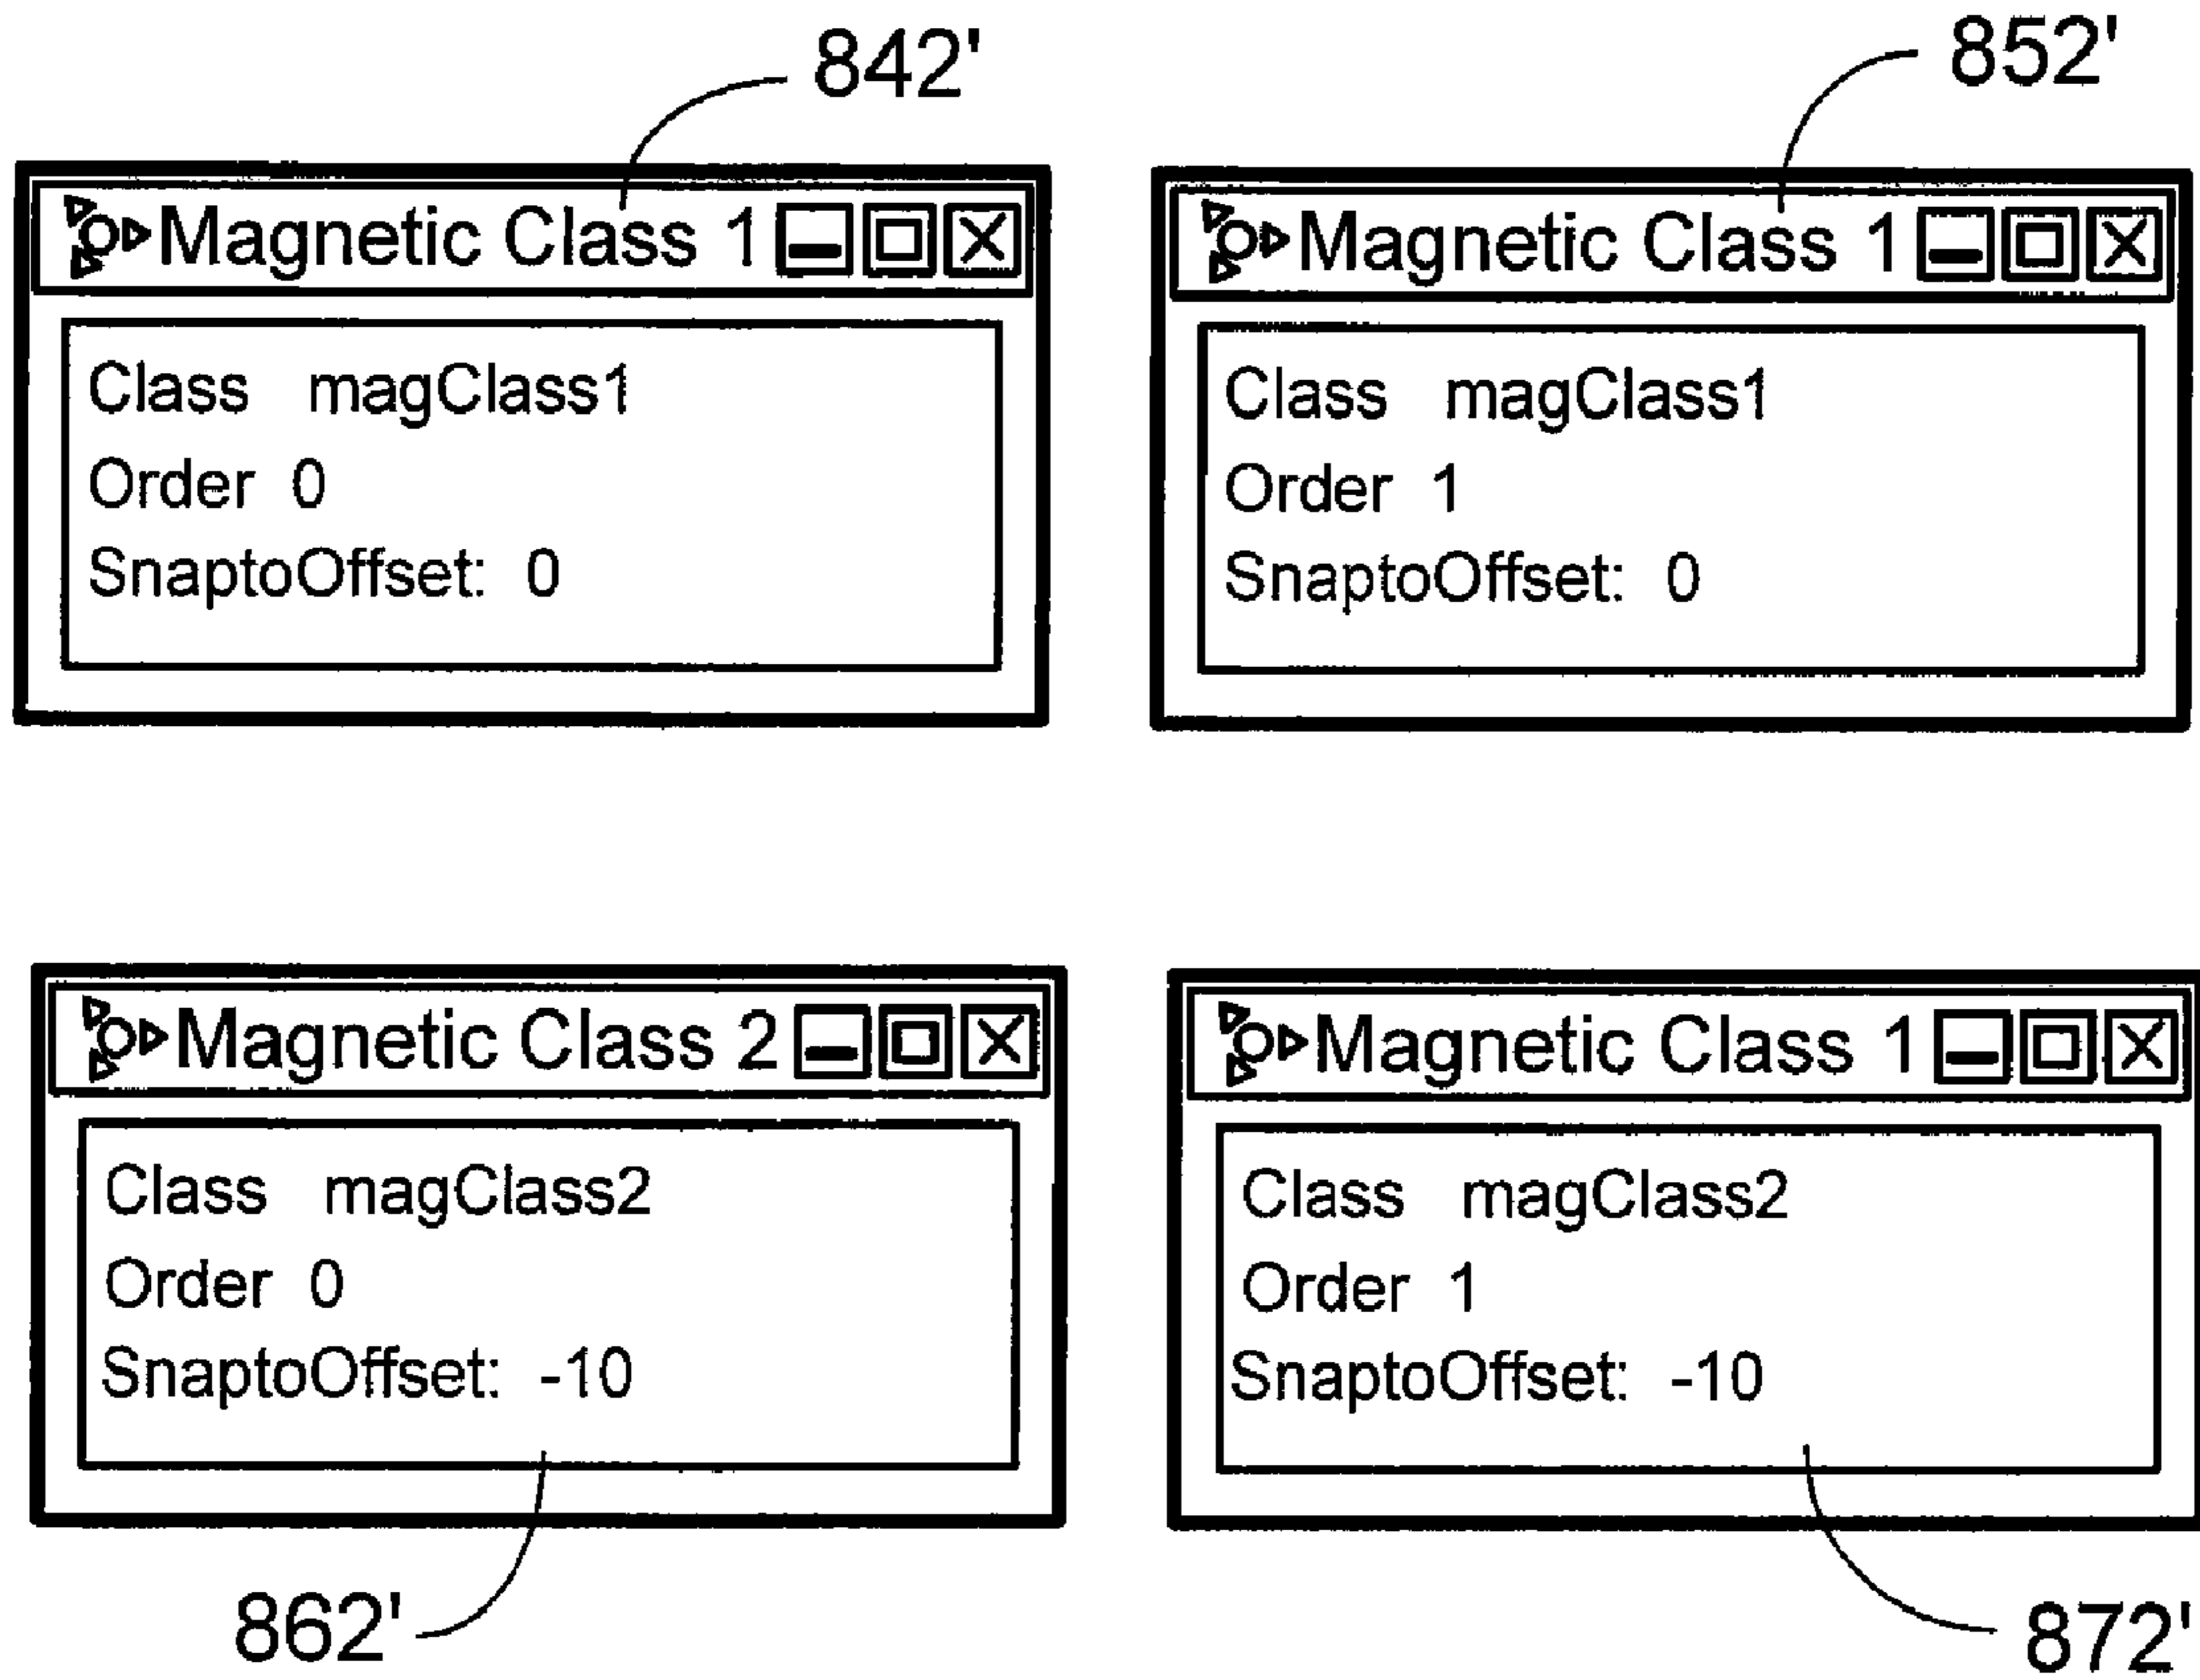 842'
852'
Magnetic Class 1
Class magClass1
Order 0
SnaptoOffset: 0
Magnetic Class 1
Class magClass1
Order 1
SnaptoOffset: 0
Magnetic Class 2
Class magClass2
Order 0
SnaptoOffset: -10
Magnetic Class 1
Class magClass2
Order 1
SnaptoOffset: -10
862'
872'